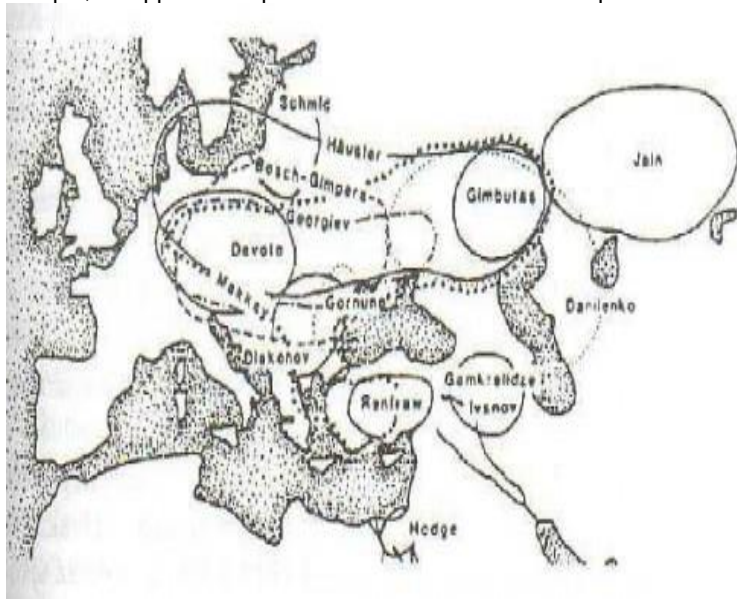 Schmid
Häusler
Jain
Bosch-Gimpera
Gimbutas
Georgiev
Devoto
Makkay
Gornung
Danilenko
Diakonov
Gamkrelidze
Ivanov
Renfrew
Hodge